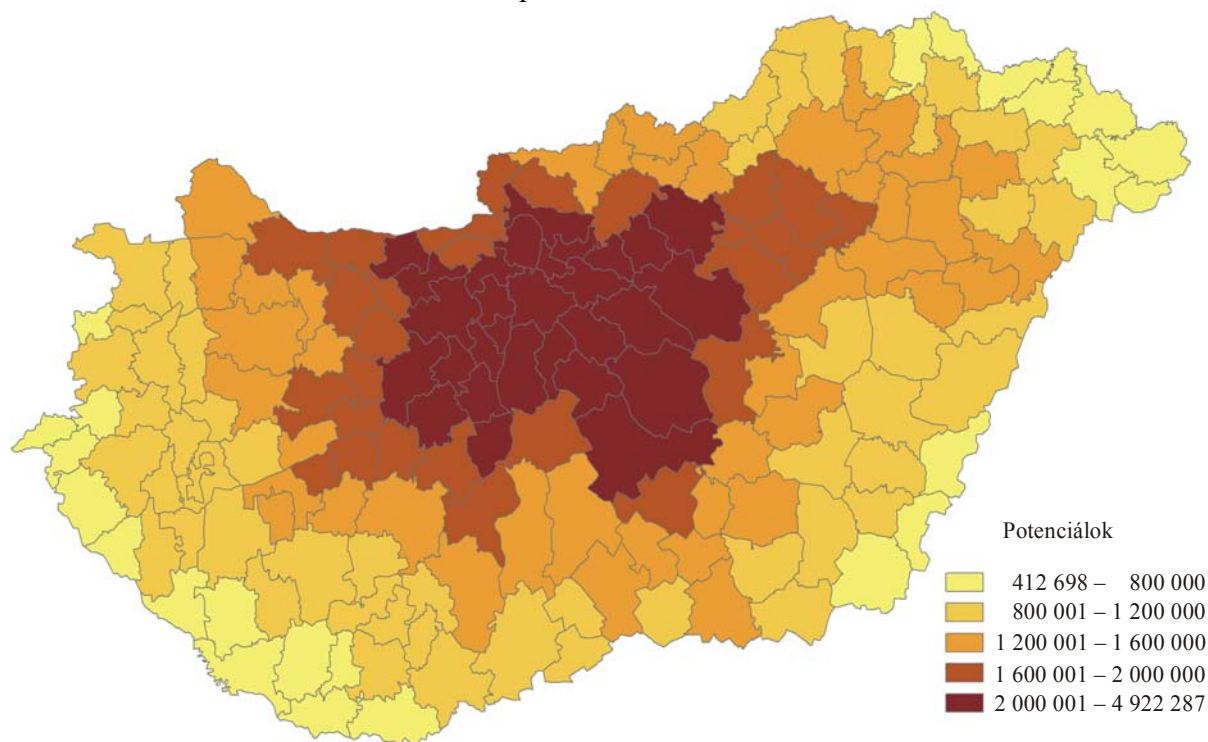 Potenciálok
412 698 – 800 000
800 001 – 1 200 000
1 200 001 – 1 600 000
1 600 001 – 2 000 000
2 000 001 – 4 922 287